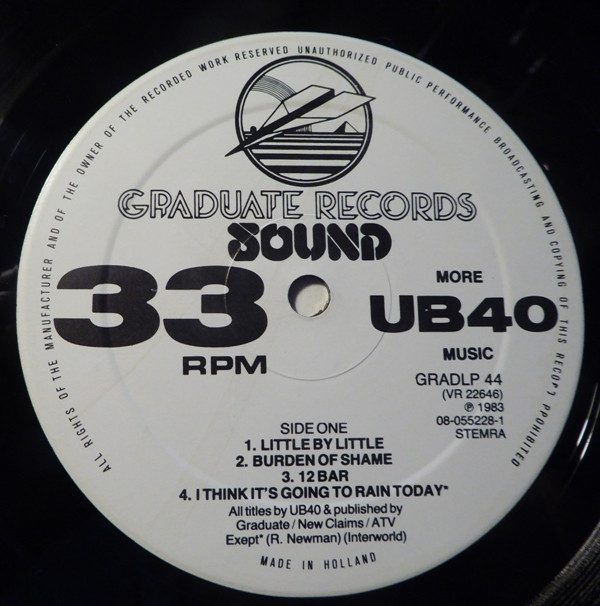 ALL RIGHTS OF THE MANUFACTURER AND OF THE OWNER OF THE RECORDED WORK RESERVED UNAUTHORIZED PUBLIC PERFORMANCE BROADCASTING AND COPYING OF THIS RECOP) PPOHIBITED
GRADUATE RECORDS
SOUND
33
RPM
MORE
UB40
MUSIC
GRADLP 44
(VR 22646)
℗ 1983
08-055228-1
STEMRA
SIDE ONE
1. LITTLE BY LITTLE
2. BURDEN OF SHAME
3. 12 BAR
4. I THINK IT'S GOING TO RAIN TODAY*
All titles by UB40 & published by
Graduate / New Claims / ATV
Exept* (R. Newman) (Interworld)
MADE IN HOLLAND